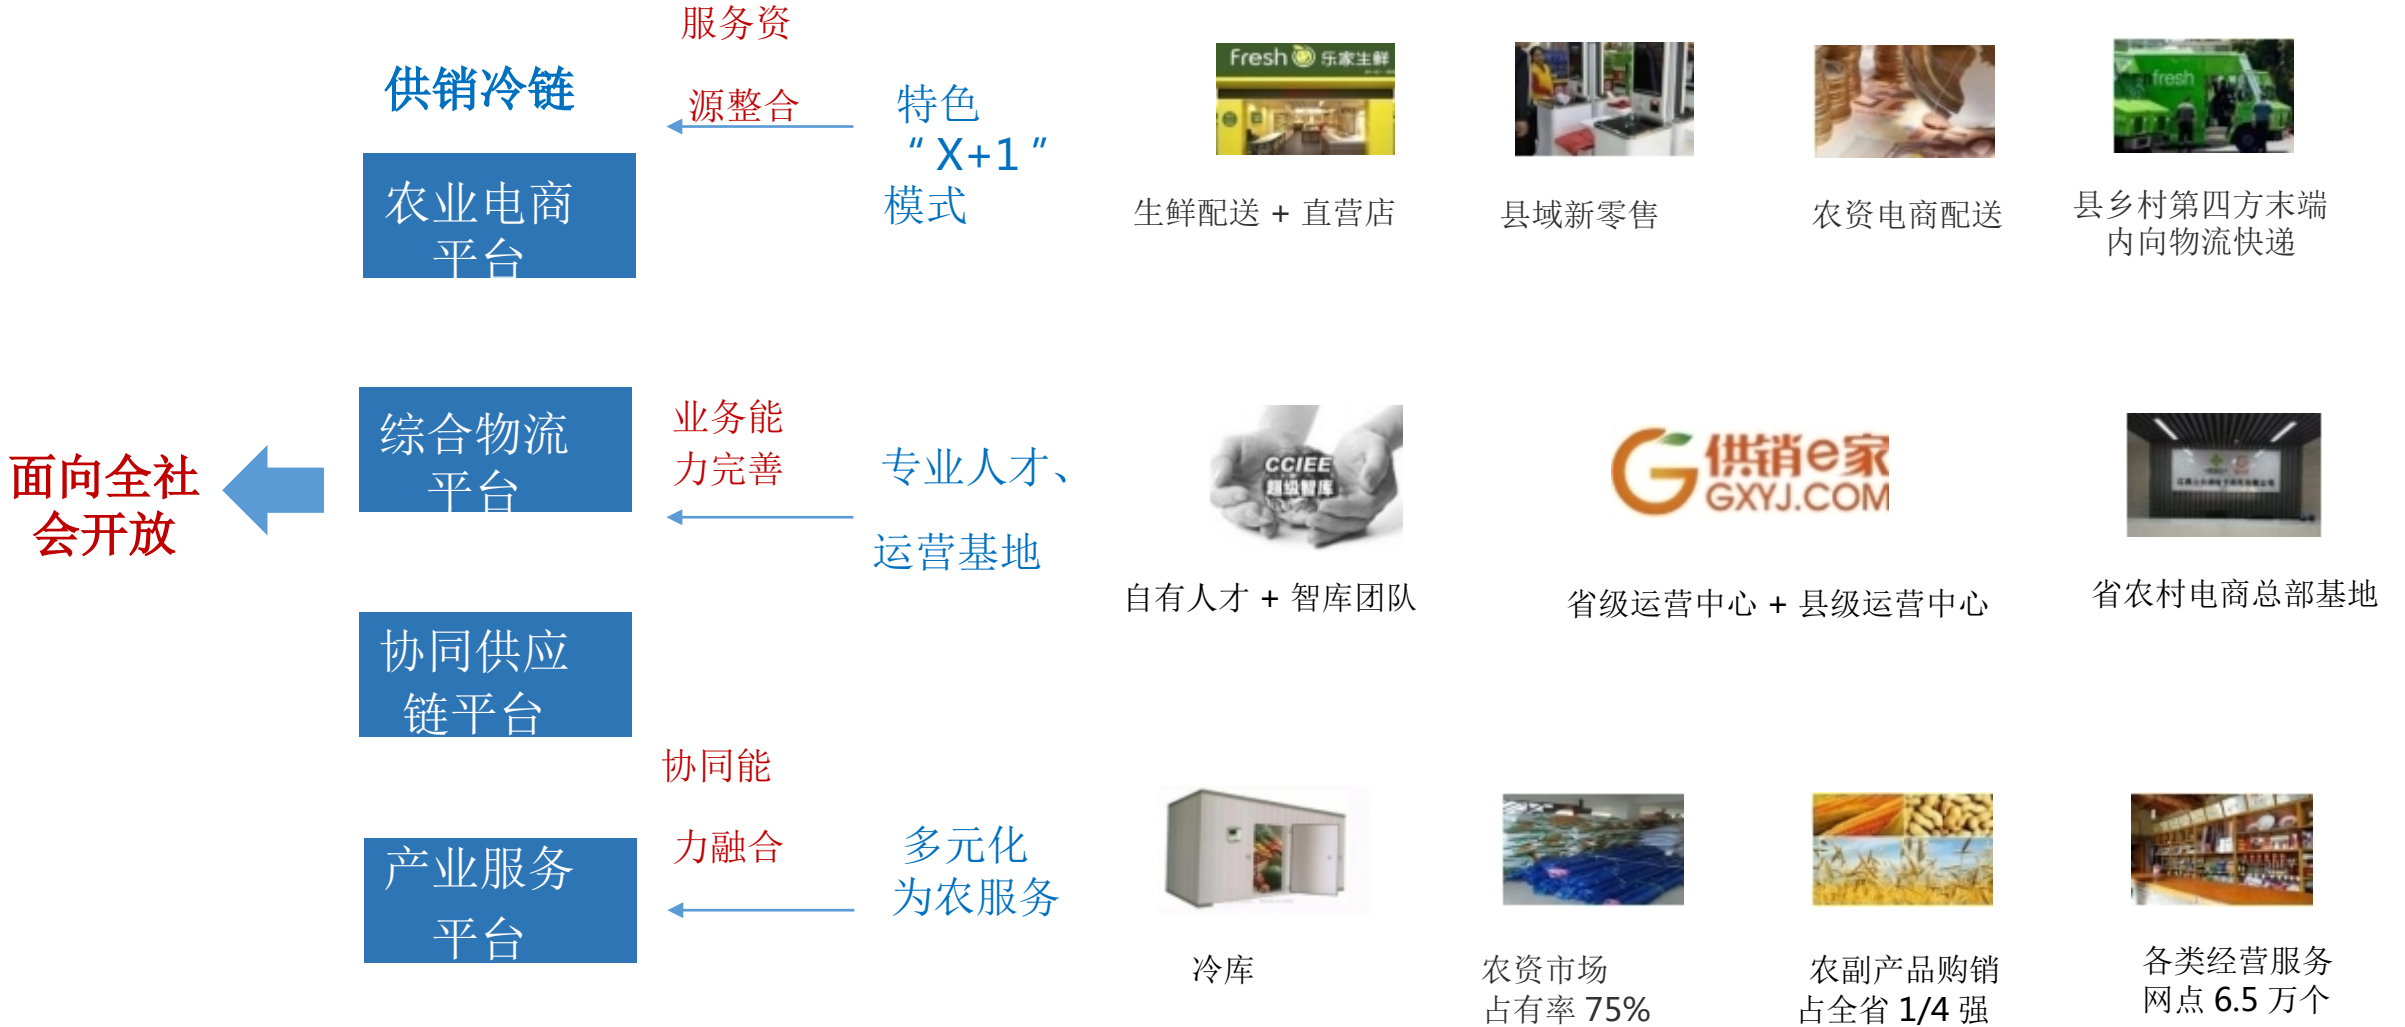 服务资
源整合
供销冷链
农业电商
平台
特色
“X+1”
模式
Fresh 乐家生鲜
fresh
生鲜配送 + 直营店
县域新零售
农资电商配送
县乡村第四方末端
内向物流快递
面向全社
会开放
综合物流
平台
业务能
力完善
专业人才、
运营基地
CCIEE
超级智库
供销e家
GXYJ.COM
自有人才 + 智库团队
省级运营中心 + 县级运营中心
省农村电商总部基地
协同供应
链平台
协同能
力融合
产业服务
平台
多元化
为农服务
冷库
农资市场
占有率 75%
农副产品购销
占全省 1/4 强
各类经营服务
网点 6.5 万个